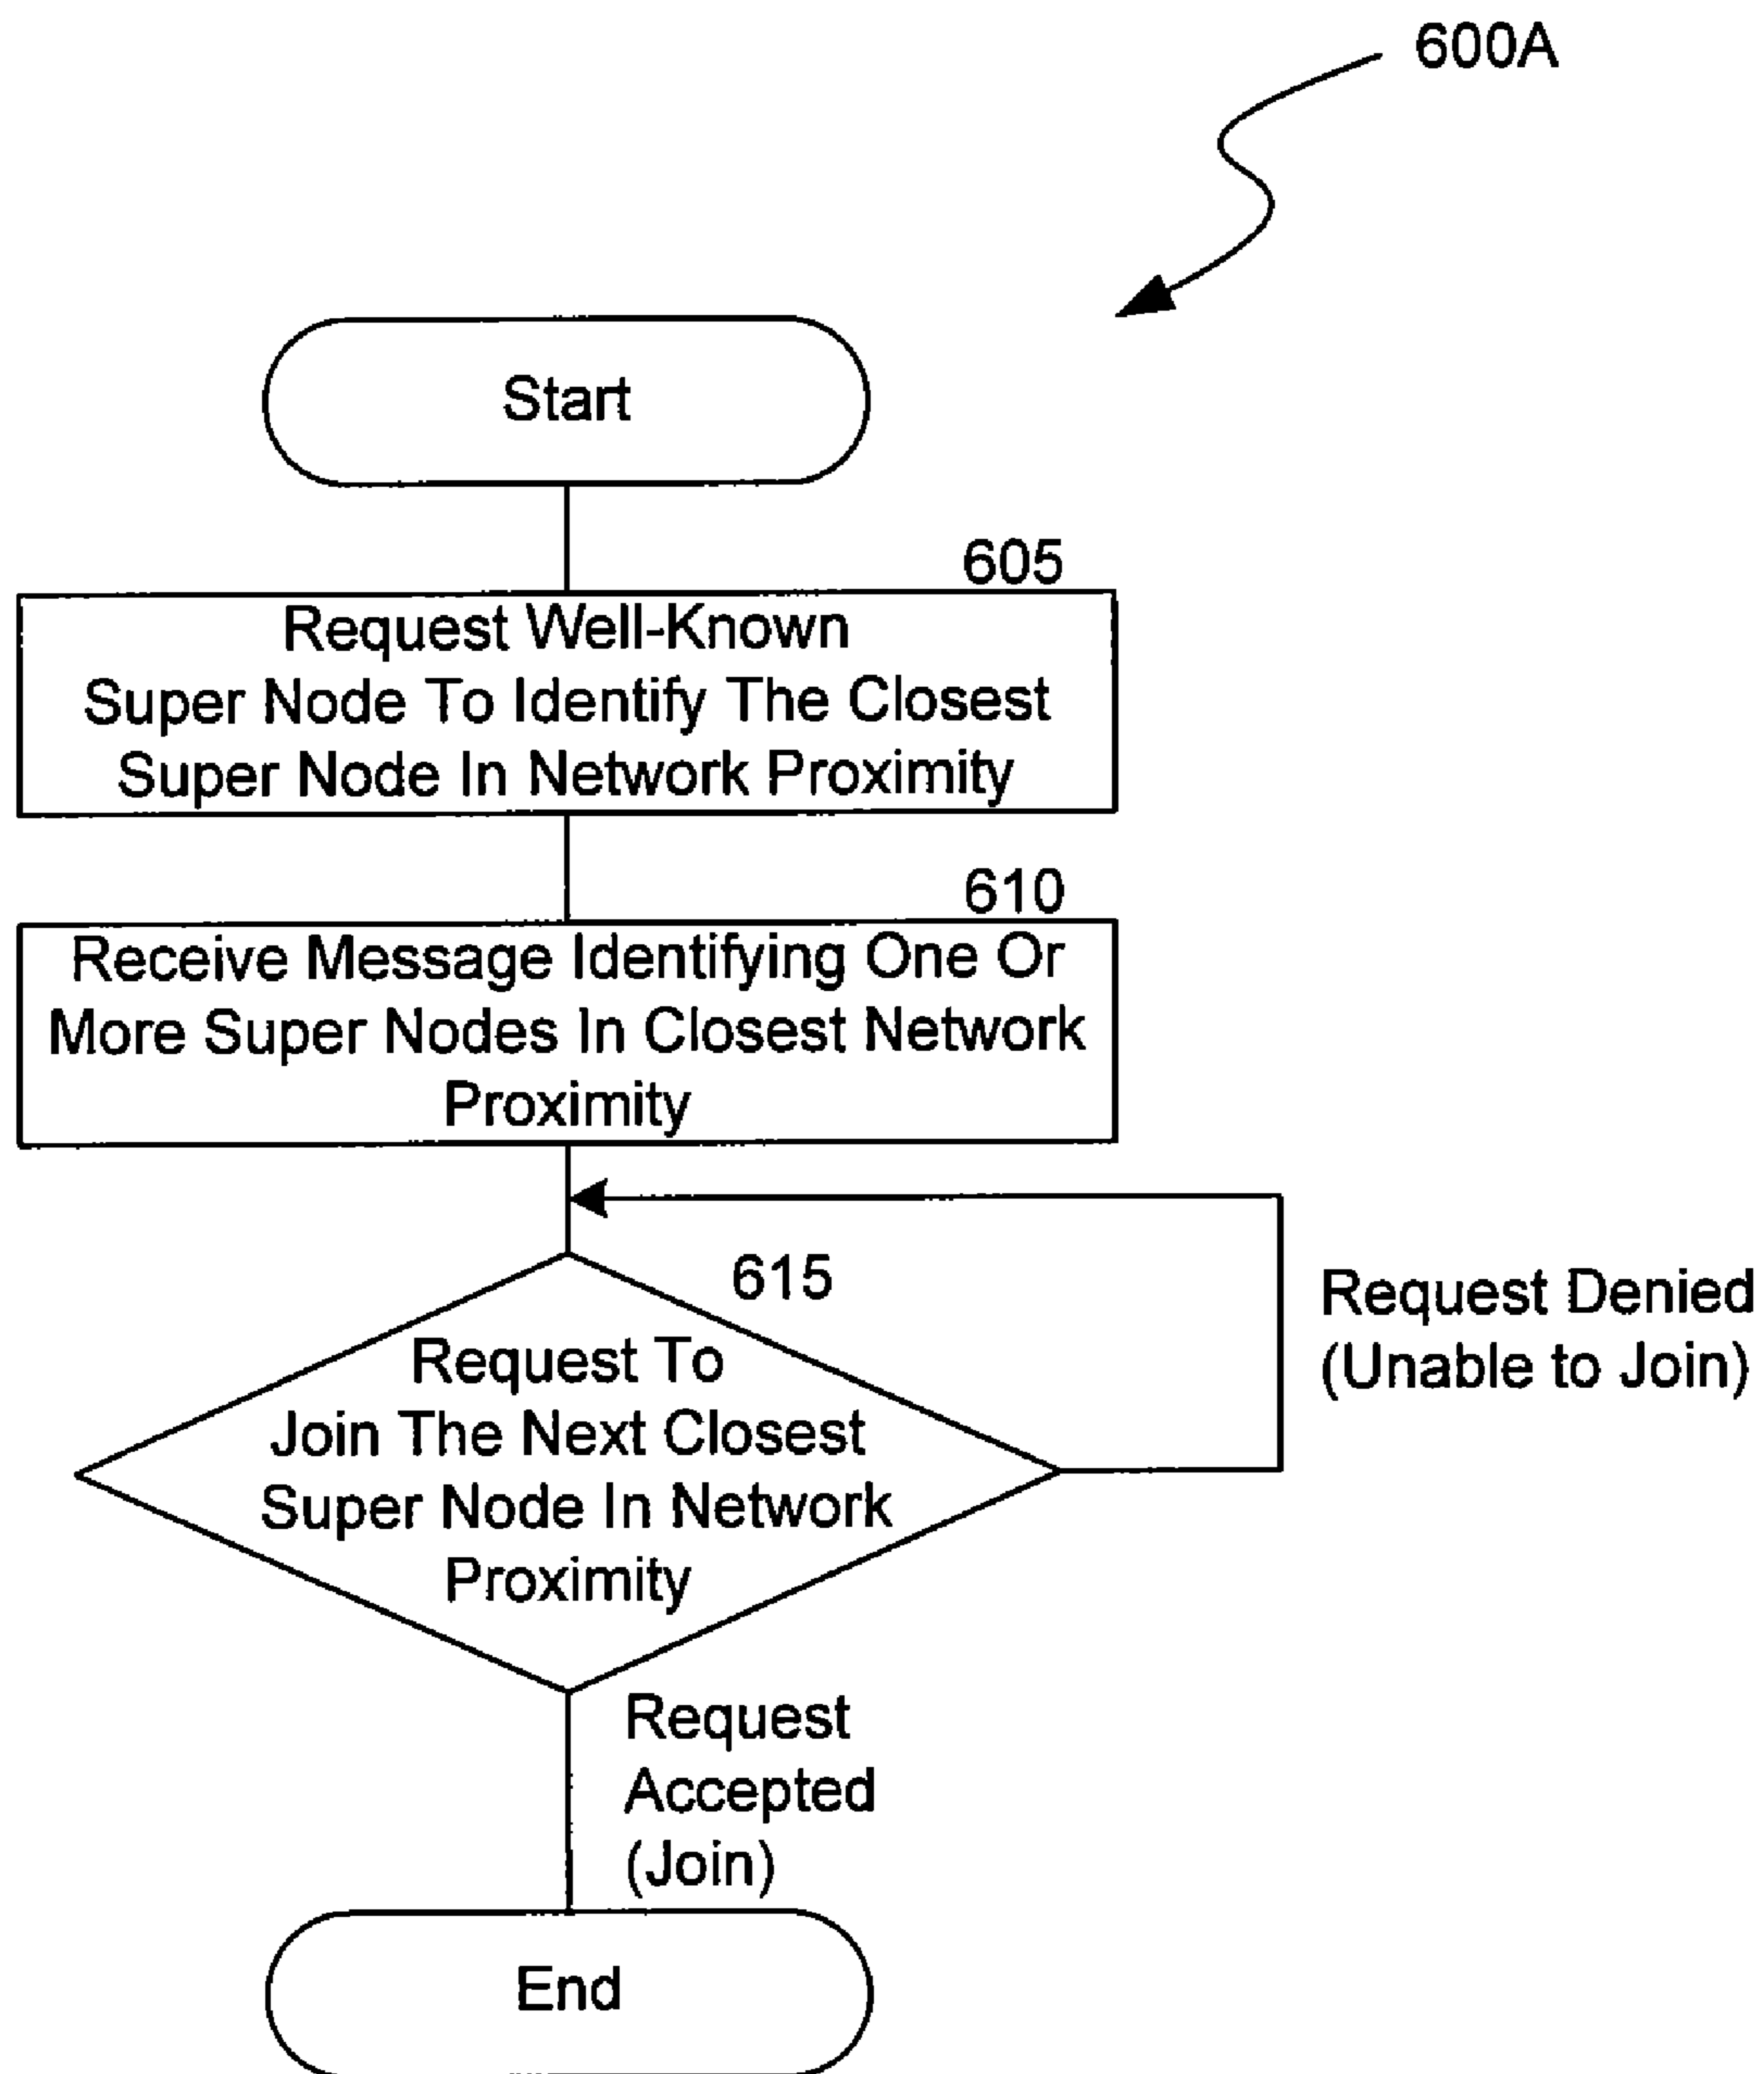 600A
Start
605
Request Well-Known
Super Node To Identify The Closest
Super Node In Network Proximity
610
Receive Message Identifying One Or
More Super Nodes In Closest Network
Proximity
615
Request To
Join The Next Closest
Super Node In Network
Proximity
Request Denied
(Unable to Join)
Request
Accepted
(Join)
End